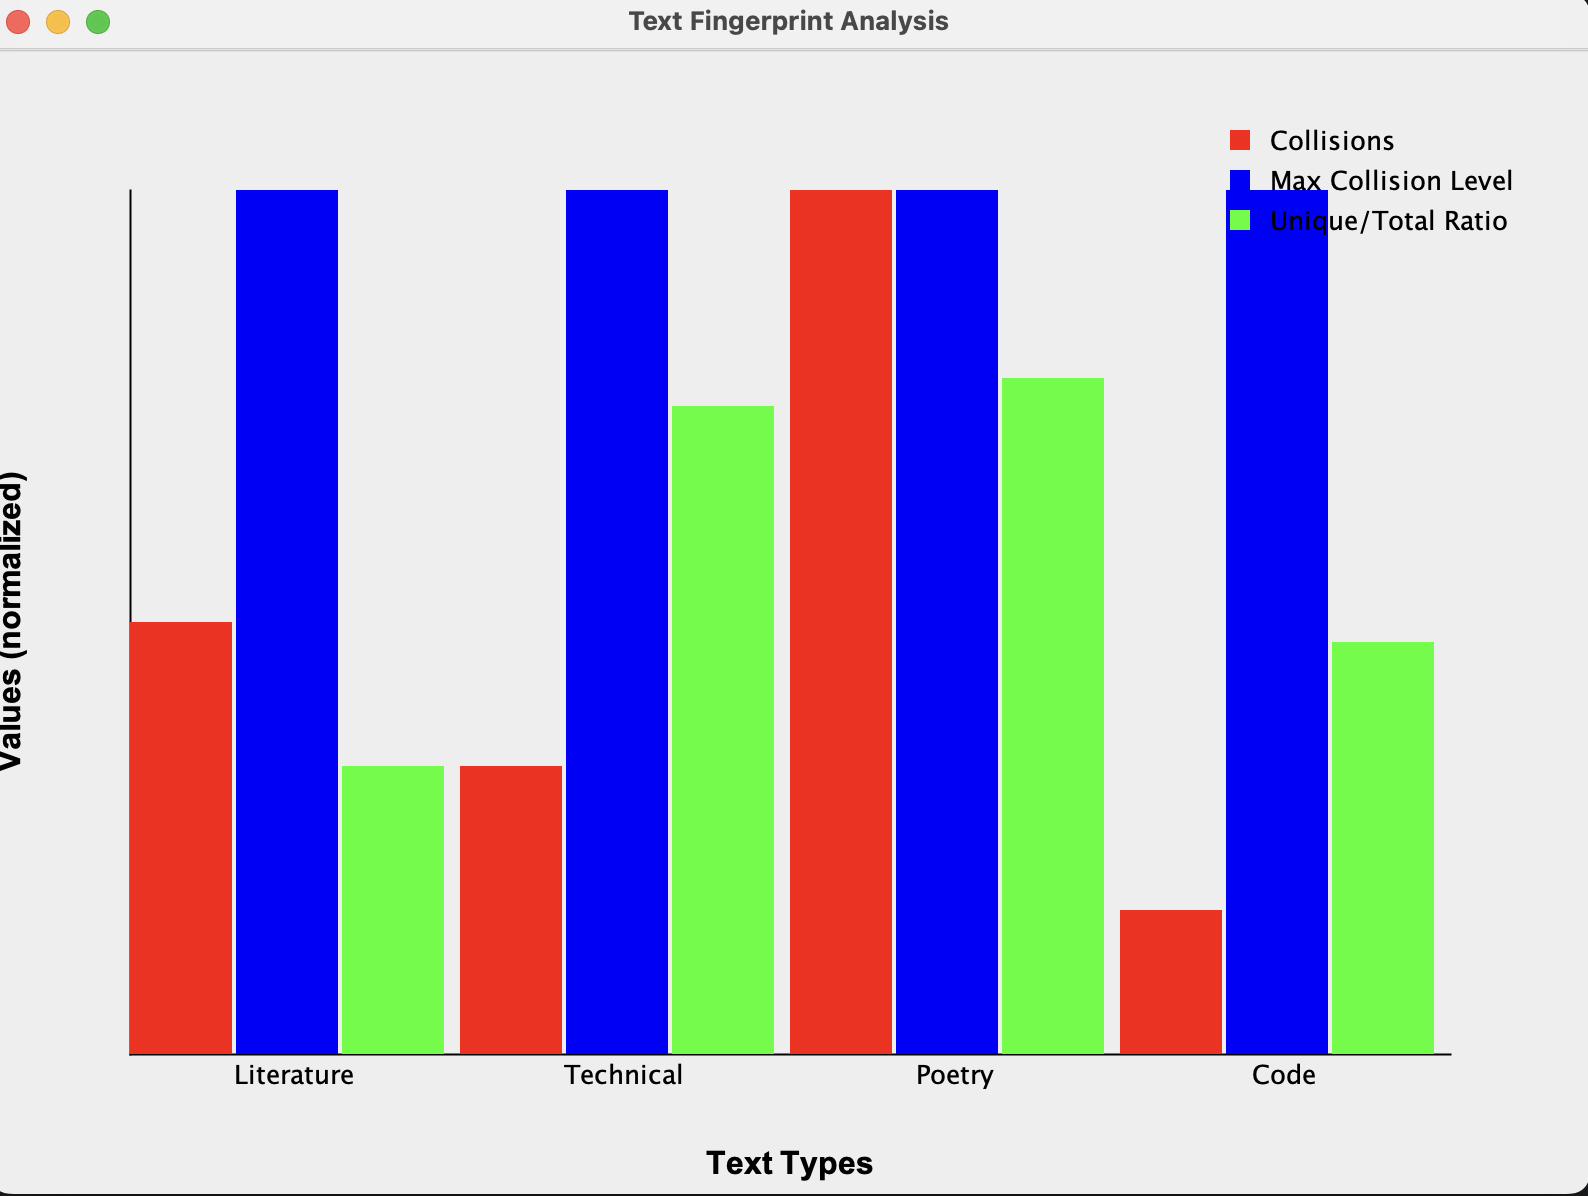 Text Fingerprint Analysis
Collisions
Max Collision Level
Unique/Total Ratio
Values (normalized)
Literature
Technical
Poetry
Code
Text Types